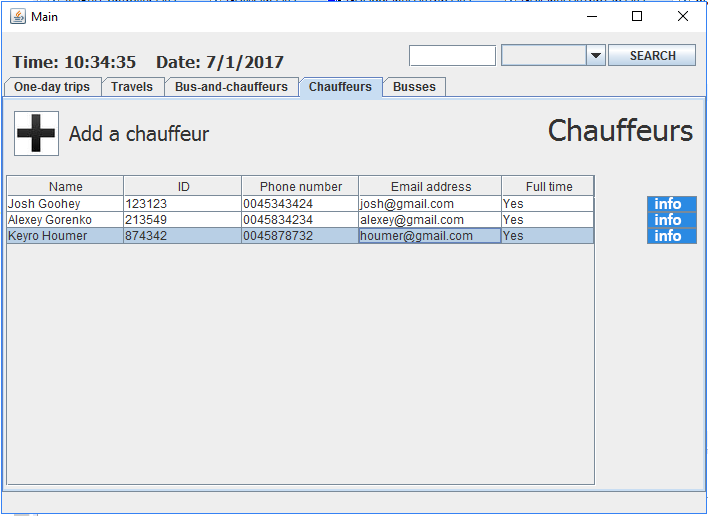 Main
Time: 10:34:35 Date: 7/1/2017 SEARCH
One-day trips Travels Bus-and-chauffeurs Chauffeurs Busses
Add a chauffeur Chauffeurs
Name ID Phone number Email address Full time
Josh Goohey 123123 0045343424 josh@gmail.com Yes info
Alexey Gorenko 213549 0045834234 alexey@gmail.com Yes info
Keyro Houmer 874342 0045878732 houmer@gmail.com Yes info